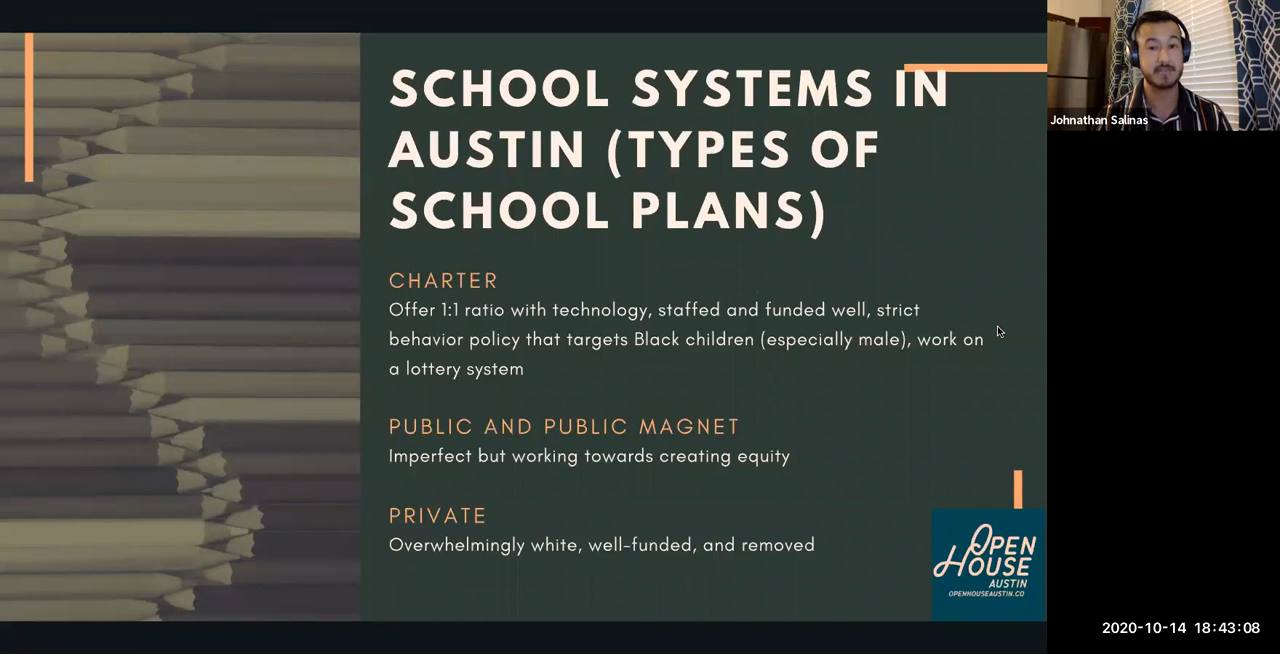 SCHOOL SYSTEMS IN
AUSTIN (TYPES OF
SCHOOL PLANS)
CHARTER
Offer 1:1 ratio with technology, staffed and funded well, strict
behavior policy that targets Black children (especially male), work on
a lottery system
PUBLIC AND PUBLIC MAGNET
Imperfect but working towards creating equity
PRIVATE
Overwhelmingly white, well-funded, and removed
OPEN
HOUSE
AUSTIN
OPENHOUSEAUSTIN.CO
Johnathan Salinas
2020-10-14 18:43:08